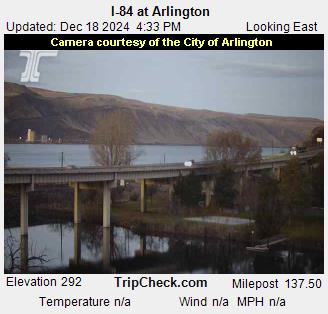 I-84 at Arlington
Updated: Dec 18 2024 4:33 PM Looking East
Camera courtesy of the City of Arlington
Elevation 292 TripCheck.com Milepost 137.50
Temperature n/a Wind n/a MPH n/a